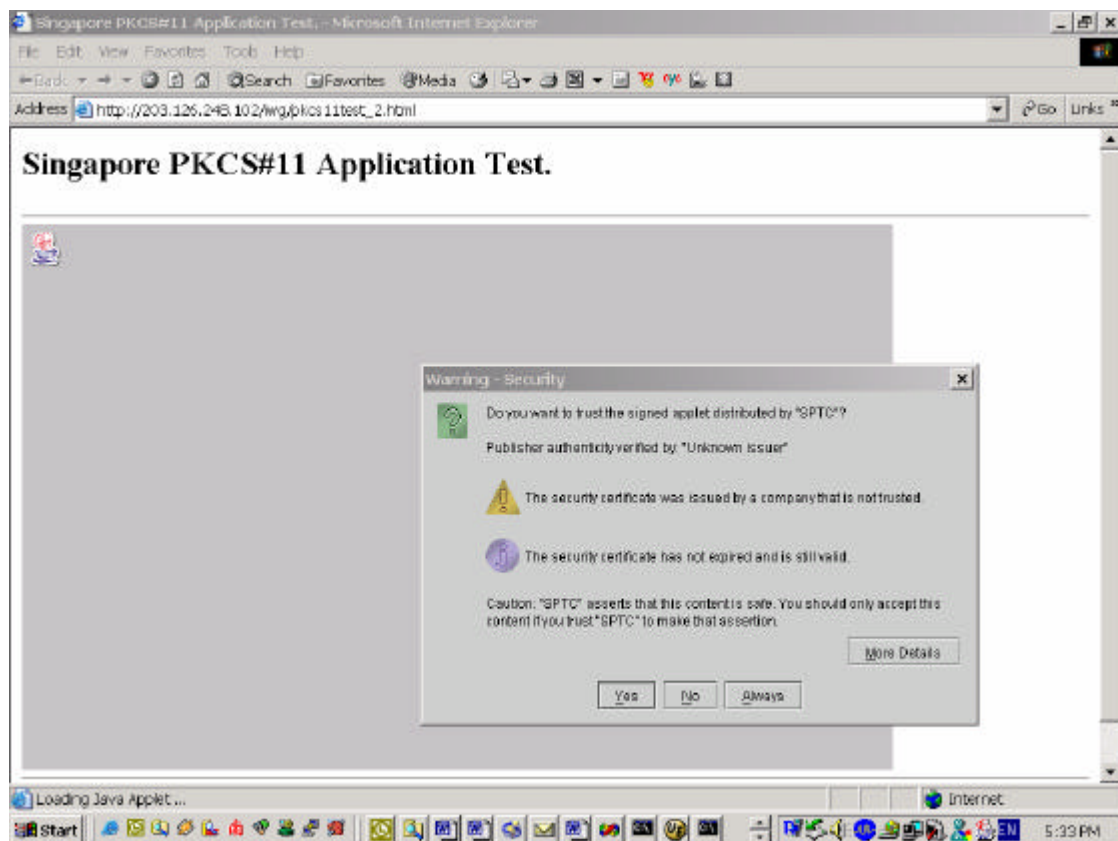 Singapore PKCS#11 Application Test. - Microsoft Internet Explorer
File Edit View Favorites Tools Help
Back Search Favorites Media
Address http://203.126.248.102/iwg/pkcs11test_2.html Go Links »
Singapore PKCS#11 Application Test.
Warning - Security
Do you want to trust the signed applet distributed by "SPTC"?
Publisher authenticity verified by: "Unknown Issuer"
The security certificate was issued by a company that is not trusted.
The security certificate has not expired and is still valid.
Caution: "SPTC" asserts that this content is safe. You should only accept this
content if you trust "SPTC" to make that assertion.
More Details
Yes No Always
Loading Java Applet ... Internet
Start EN 5:33 PM